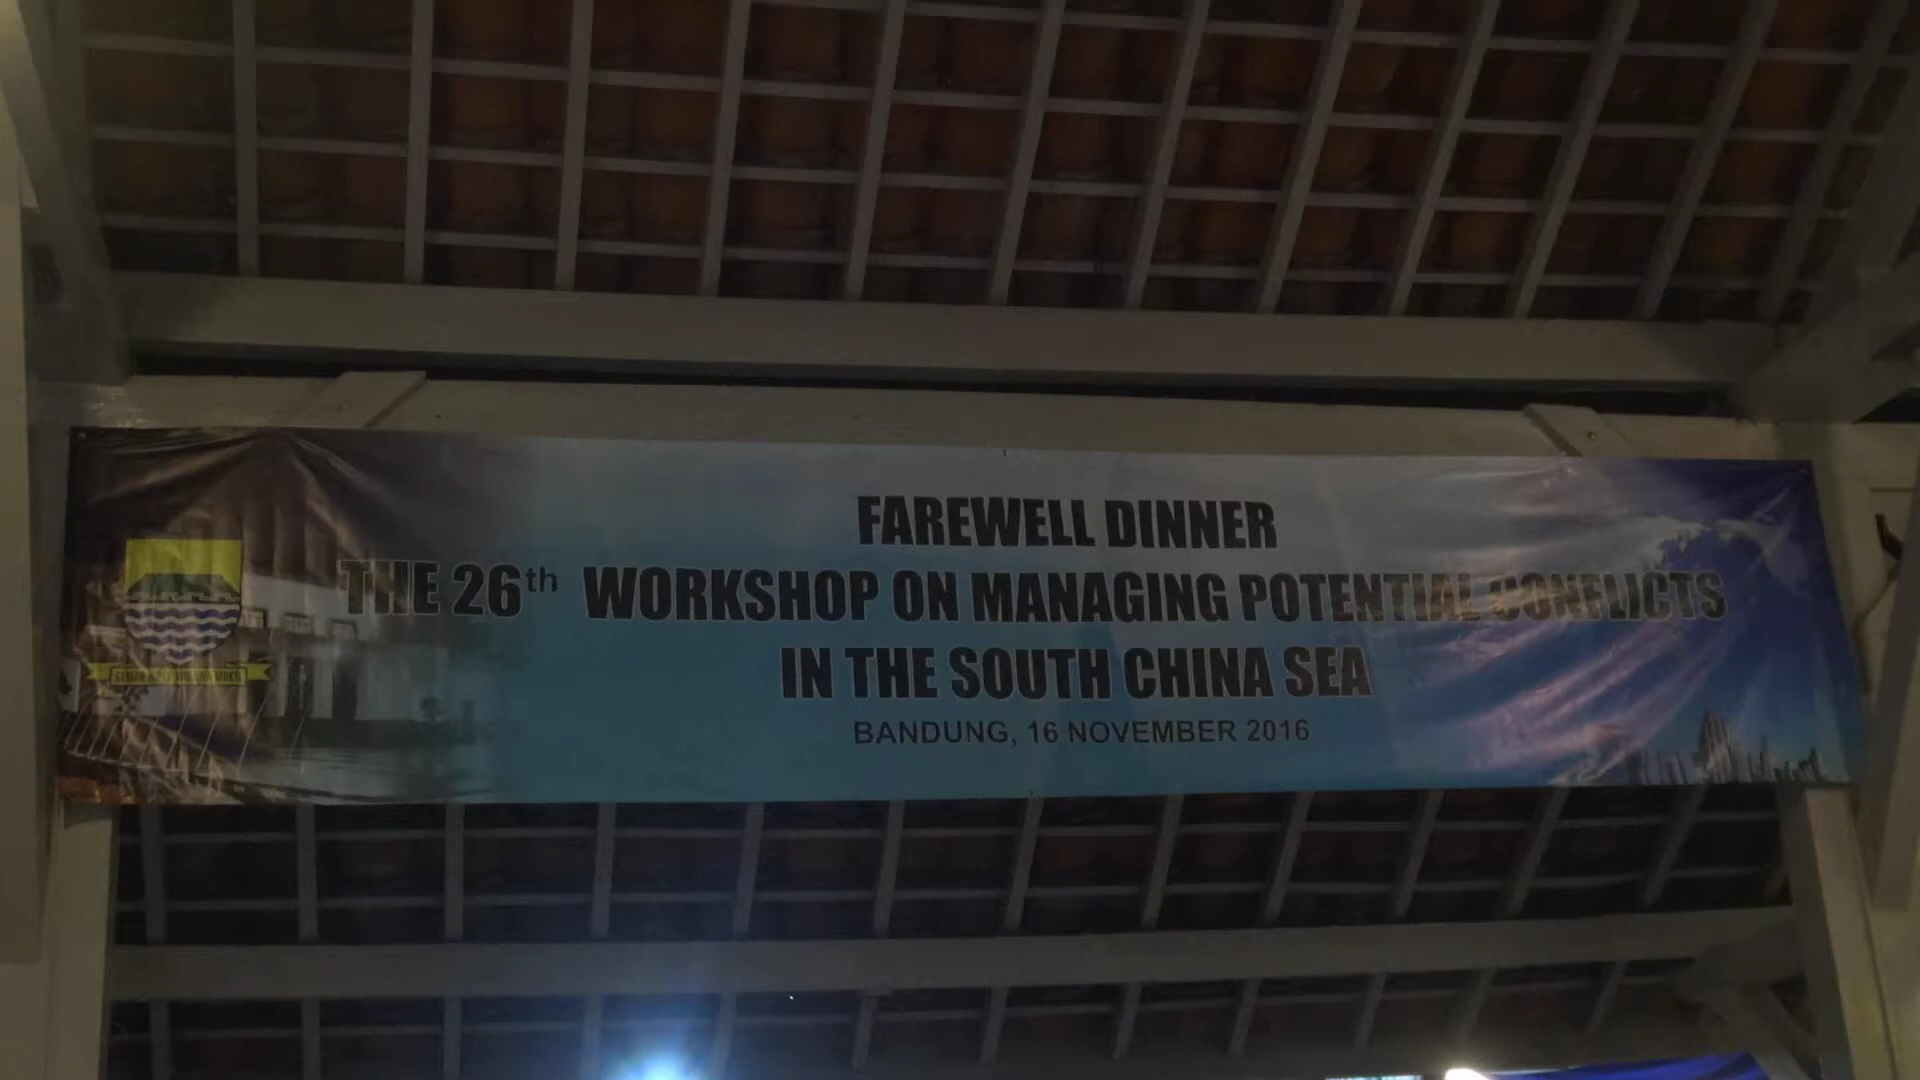 FAREWELL DINNER
THE 26th WORKSHOP ON MANAGING POTENTIAL CONFLICTS
IN THE SOUTH CHINA SEA
BANDUNG, 16 NOVEMBER 2016